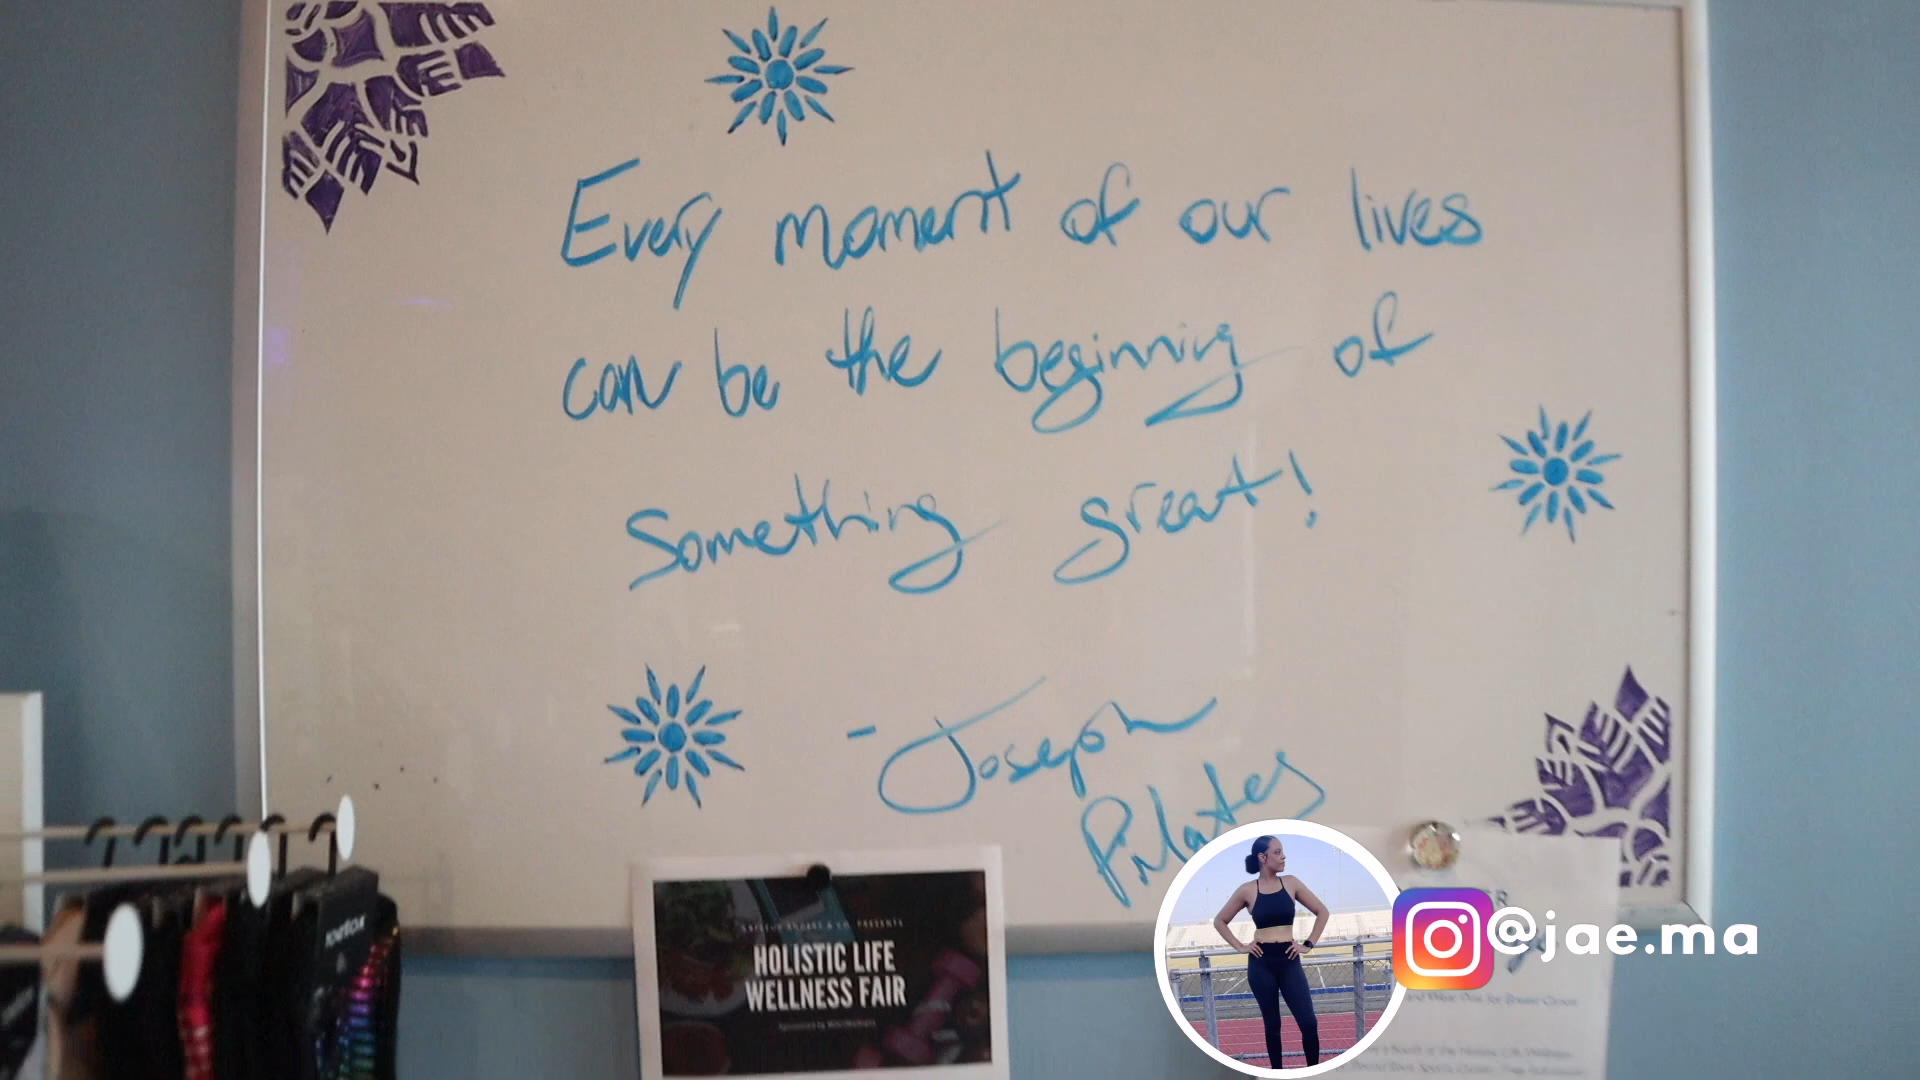 Every moment of our lives
can be the beginning of
Something great!
- Joseph
Pilates
HOLISTIC LIFE
WELLNESS FAIR
@jae.ma